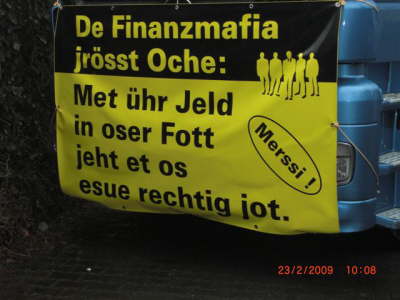 De Finanzmafia
jrösst Oche:
Met ühr Jeld
in oser Fott
jeht et os
esue rechtig jot.
Merssi !
23/2/2009 10:08